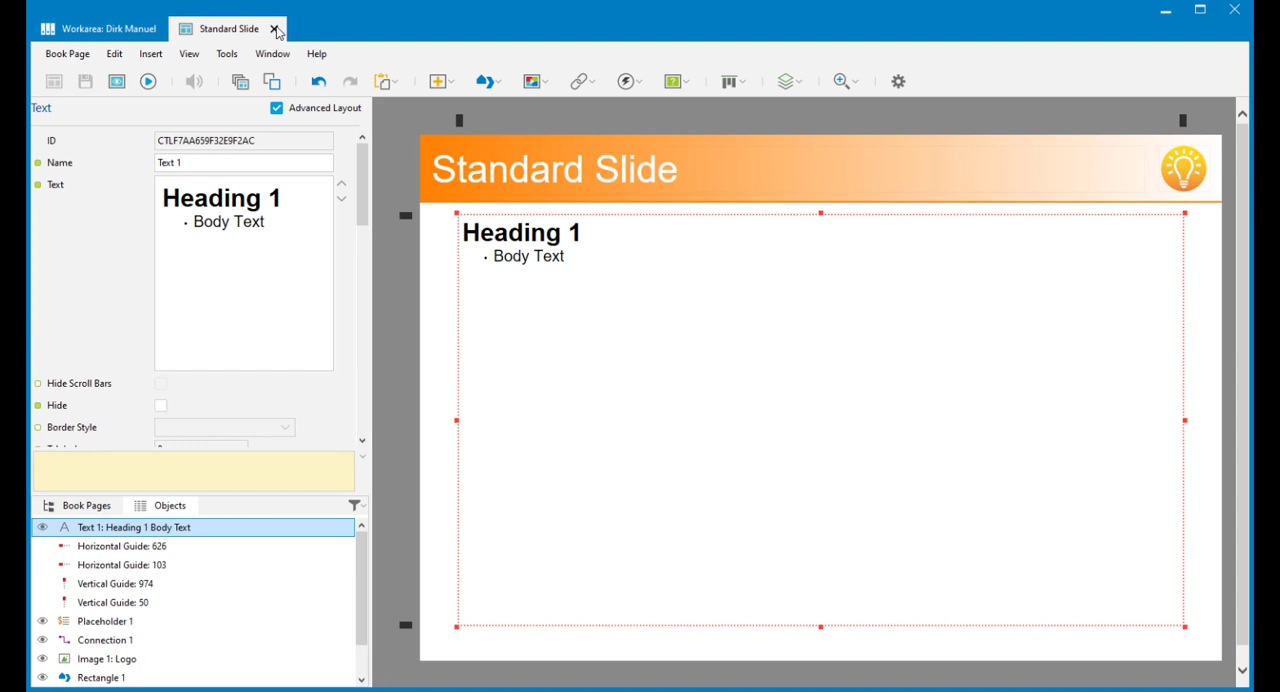 Workarea: Dirk Manuel
Standard Slide
Book Page Edit Insert View Tools Window Help
Text
Advanced Layout
ID
CTLF7AA659F32E9F2AC
Name
Text 1
Text
Heading 1
· Body Text
Hide Scroll Bars
Hide
Border Style
Book Pages
Objects
Text 1: Heading 1 Body Text
Horizontal Guide: 626
Horizontal Guide: 103
Vertical Guide: 974
Vertical Guide: 50
Placeholder 1
Connection 1
Image 1: Logo
Rectangle 1
Standard Slide
Heading 1
· Body Text